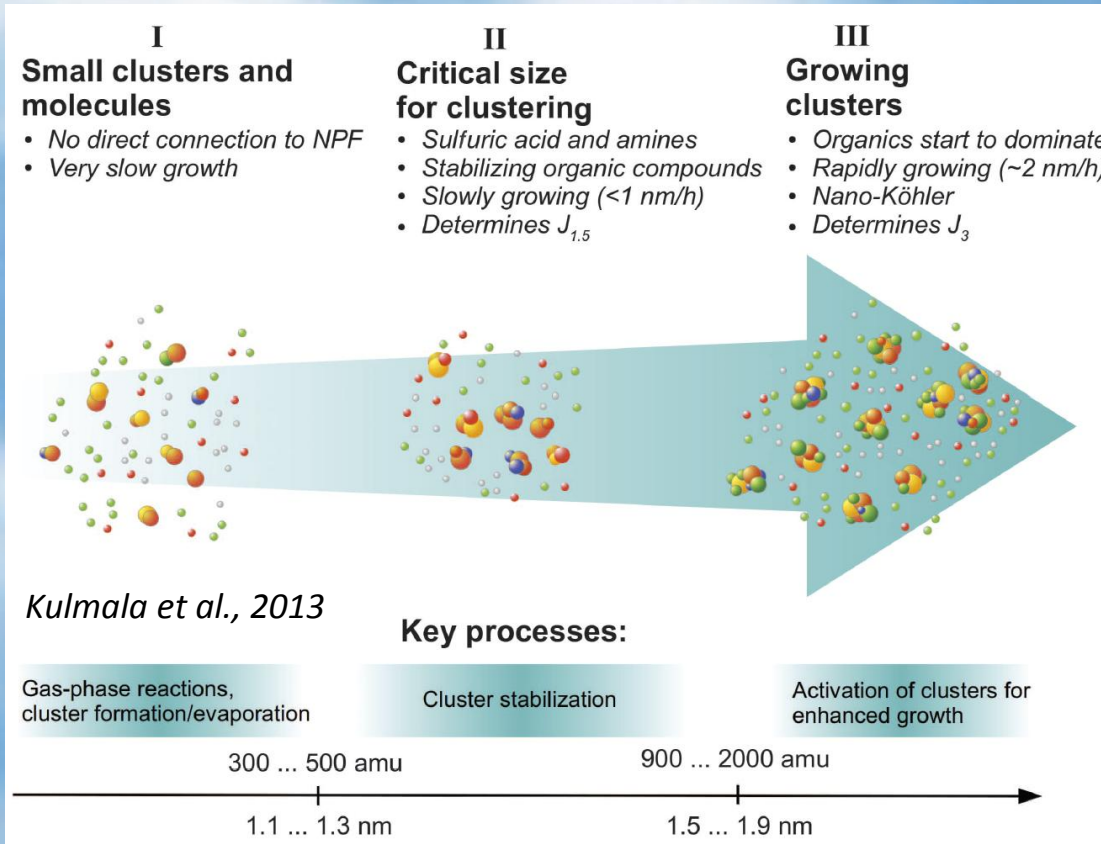 I
Small clusters and
molecules
• No direct connection to NPF
• Very slow growth
II
Critical size
for clustering
• Sulfuric acid and amines
• Stabilizing organic compounds
• Slowly growing (<1 nm/h)
• Determines J1.5
III
Growing
clusters
• Organics start to dominate
• Rapidly growing (~2 nm/h)
• Nano-Köhler
• Determines J3
Kulmala et al., 2013
Key processes:
Gas-phase reactions,
cluster formation/evaporation
Cluster stabilization
Activation of clusters for
enhanced growth
300 ... 500 amu
900 ... 2000 amu
1.1 ... 1.3 nm
1.5 ... 1.9 nm